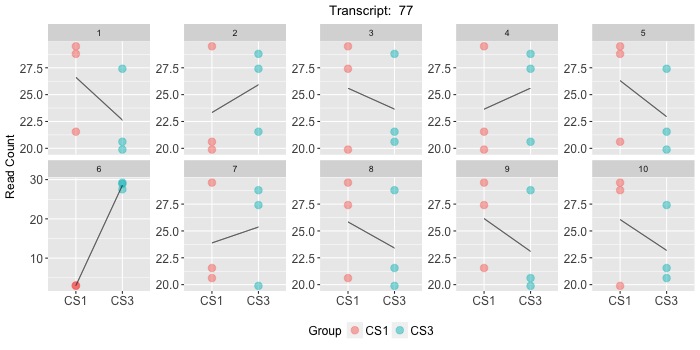 Transcript: 77
1 2 3 4 5
27.5 27.5 27.5 27.5 27.5
25.0 25.0 25.0 25.0 25.0
22.5 22.5 22.5 22.5 22.5
20.0 20.0 20.0 20.0 20.0
Read Count
6 7 8 9 10
30
27.5 27.5 27.5 27.5
20 25.0 25.0 25.0 25.0
10 22.5 22.5 22.5 22.5
20.0 20.0 20.0 20.0
CS1 CS3 CS1 CS3 CS1 CS3 CS1 CS3 CS1 CS3
Group CS1 CS3